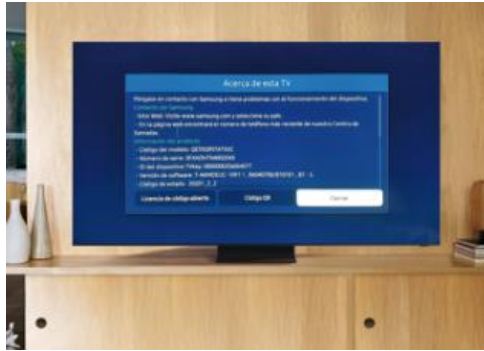 Acerca de esta TV
Póngase en contacto con Samsung si tiene problemas con el funcionamiento del dispositivo.
Contacto con Samsung
- Sitio Web: Visite www.samsung.com y seleccione su país.
- En la página web encontrará el número de teléfono más reciente de nuestro Centro de
llamadas.
Información del producto
- Código del modelo:
- Número de serie:
- ID del dispositivo
- Versión de software:
- Código de estado:
Licencia de código abierto
Código QR
Cerrar